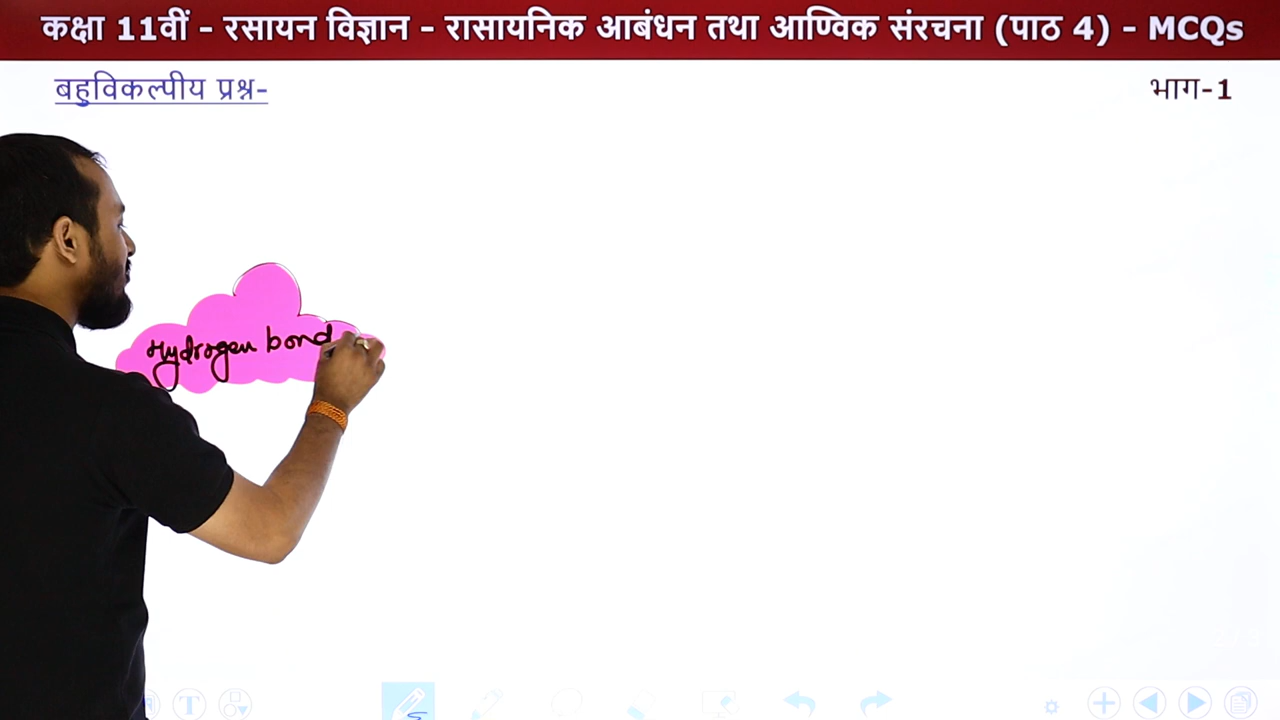 कक्षा 11वीं - रसायन विज्ञान - रासायनिक आबंधन तथा आण्विक संरचना (पाठ 4) - MCQs
बहुविकल्पीय प्रश्न-
भाग-1
Hydrogen bond
T